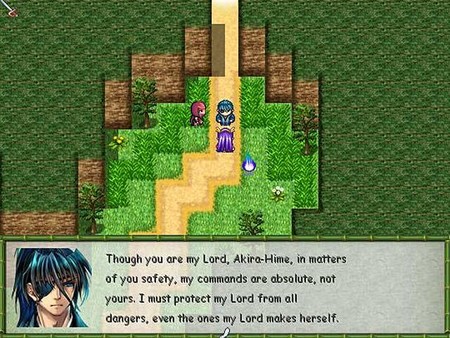 Though you are my Lord, Akira-Hime, in matters
of you safety, my commands are absolute, not
yours. I must protect my Lord from all
dangers, even the ones my Lord makes herself.